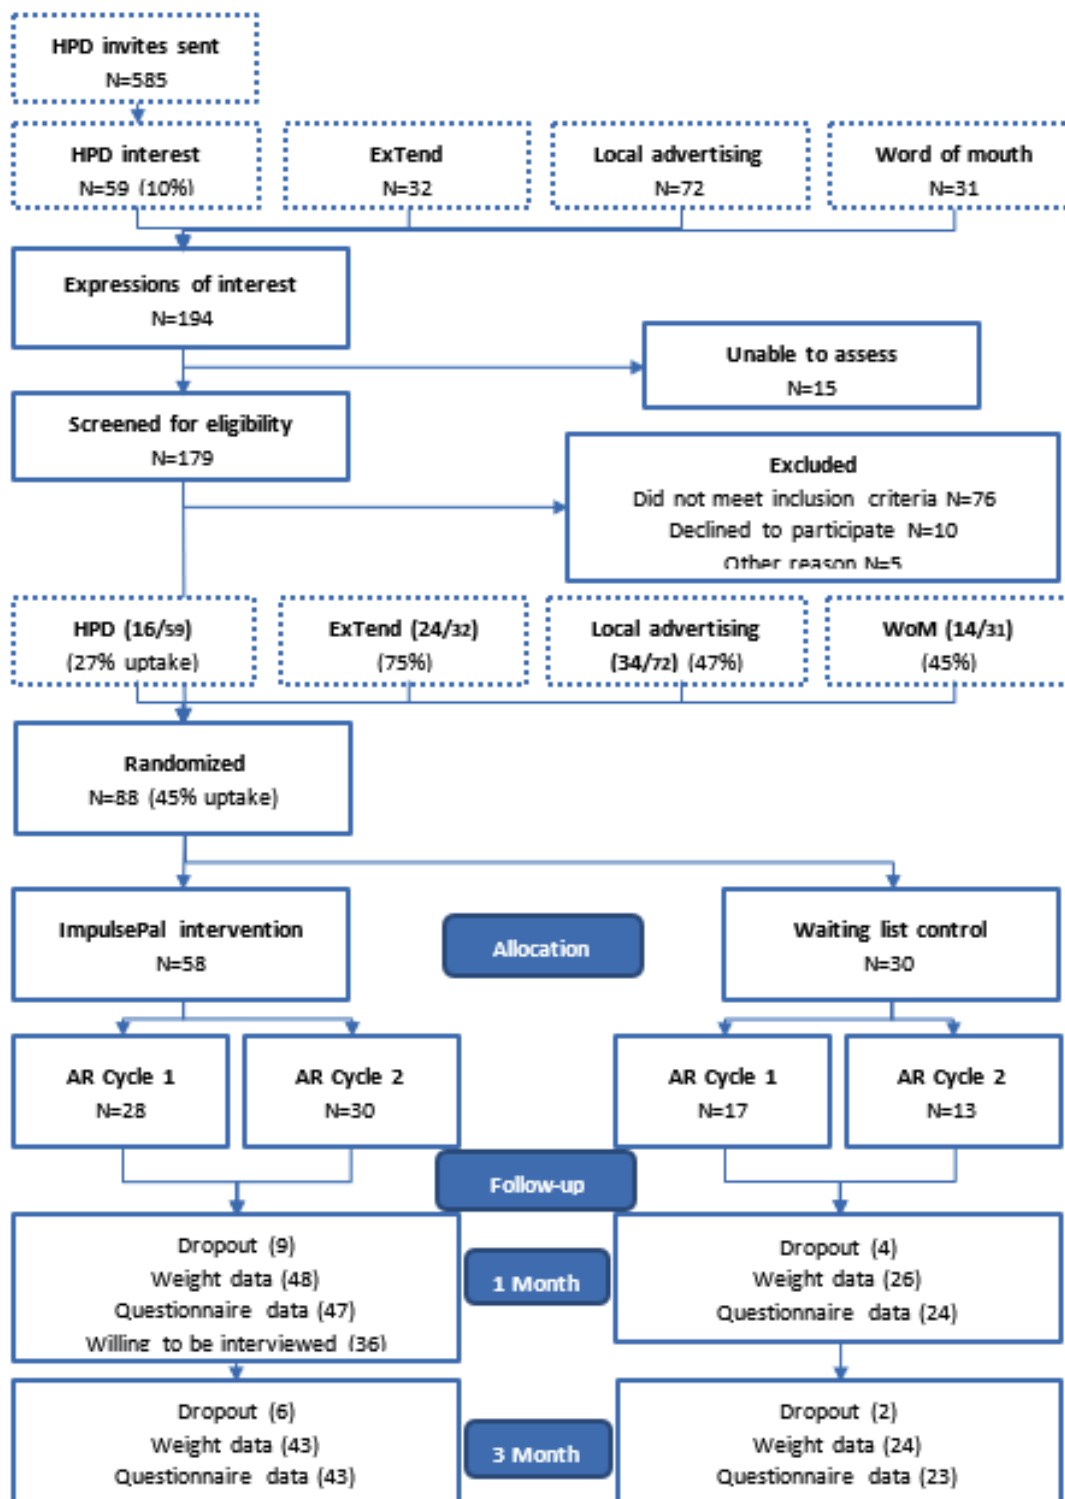 HPD invites sent
N=585
HPD interest
N=59 (10%)
ExTend
N=32
Local advertising
N=72
Word of mouth
N=31
Expressions of interest
N=194
Unable to assess
N=15
Screened for eligibility
N=179
Excluded
Did not meet inclusion criteria N=76
Declined to participate N=10
Other reason N=5
HPD (16/59)
(27% uptake)
ExTend (24/32)
(75%)
Local advertising
(34/72) (47%)
WoM (14/31)
(45%)
Randomized
N=88 (45% uptake)
ImpulsePal intervention
N=58
Allocation
Waiting list control
N=30
AR Cycle 1
N=28
AR Cycle 2
N=30
AR Cycle 1
N=17
AR Cycle 2
N=13
Follow-up
Dropout (9)
Weight data (48)
Questionnaire data (47)
Willing to be interviewed (36)
1 Month
Dropout (4)
Weight data (26)
Questionnaire data (24)
Dropout (6)
Weight data (43)
Questionnaire data (43)
3 Month
Dropout (2)
Weight data (24)
Questionnaire data (23)